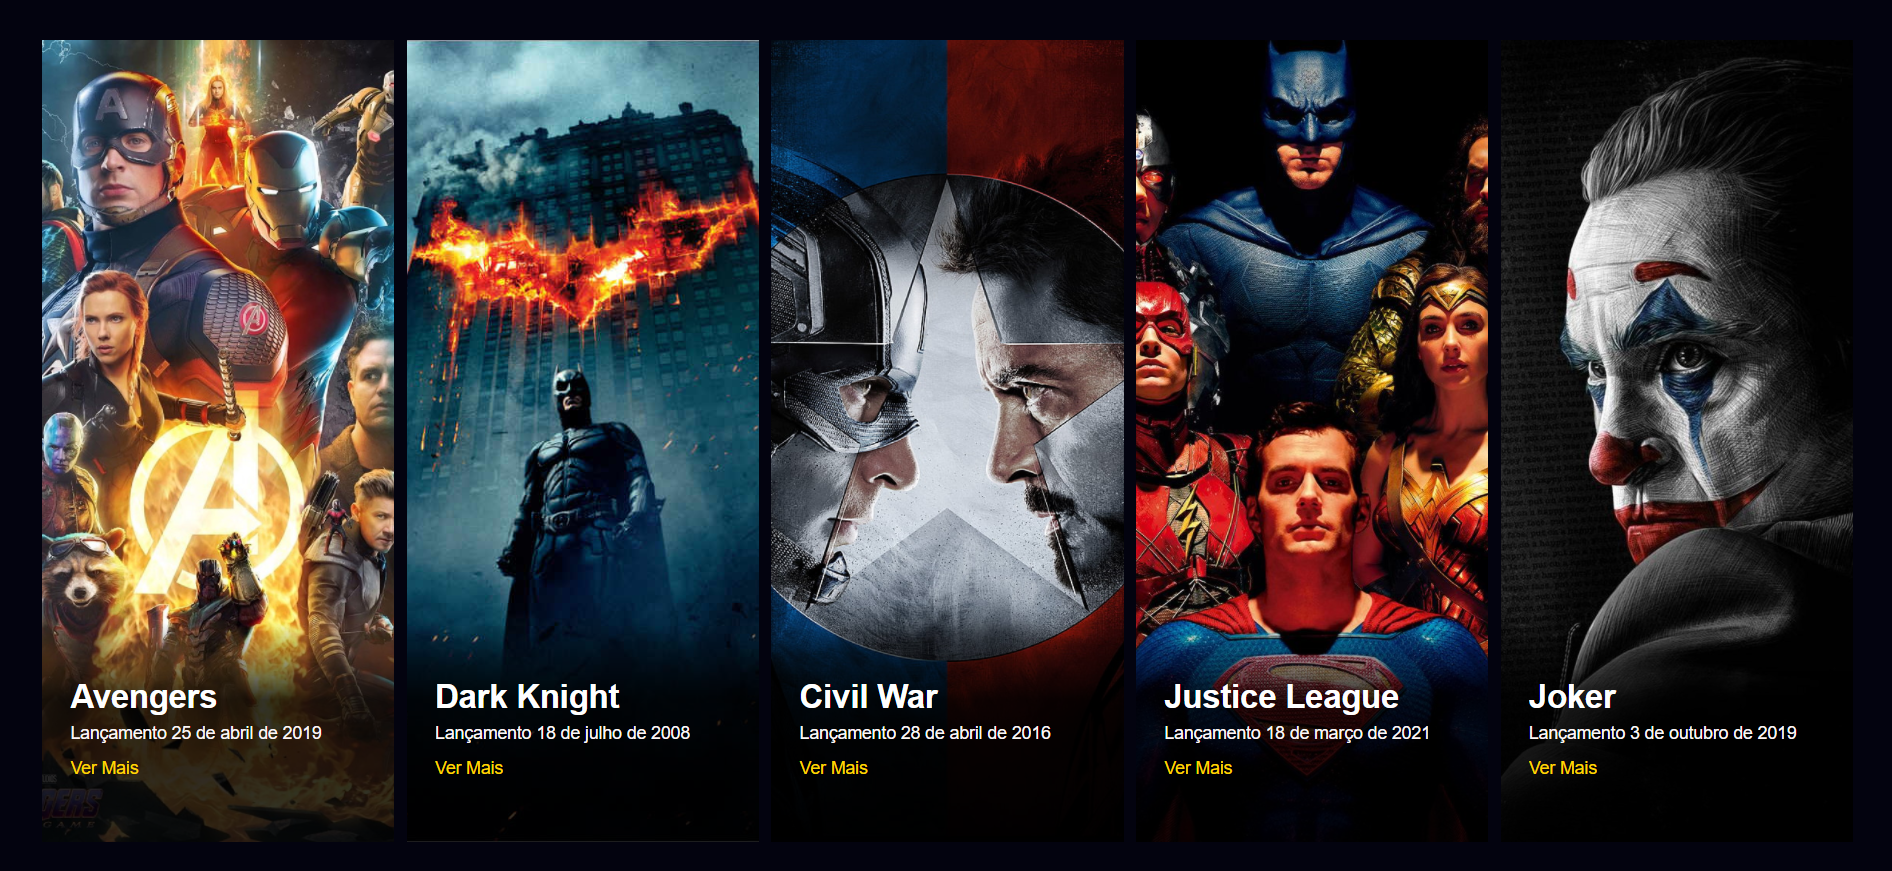 Avengers
Lançamento 25 de abril de 2019
Ver Mais
GAME
Dark Knight
Lançamento 18 de julho de 2008
Ver Mais
Civil War
Lançamento 28 de abril de 2016
Ver Mais
Justice League
Lançamento 18 de março de 2021
Ver Mais
Joker
Lançamento 3 de outubro de 2019
Ver Mais